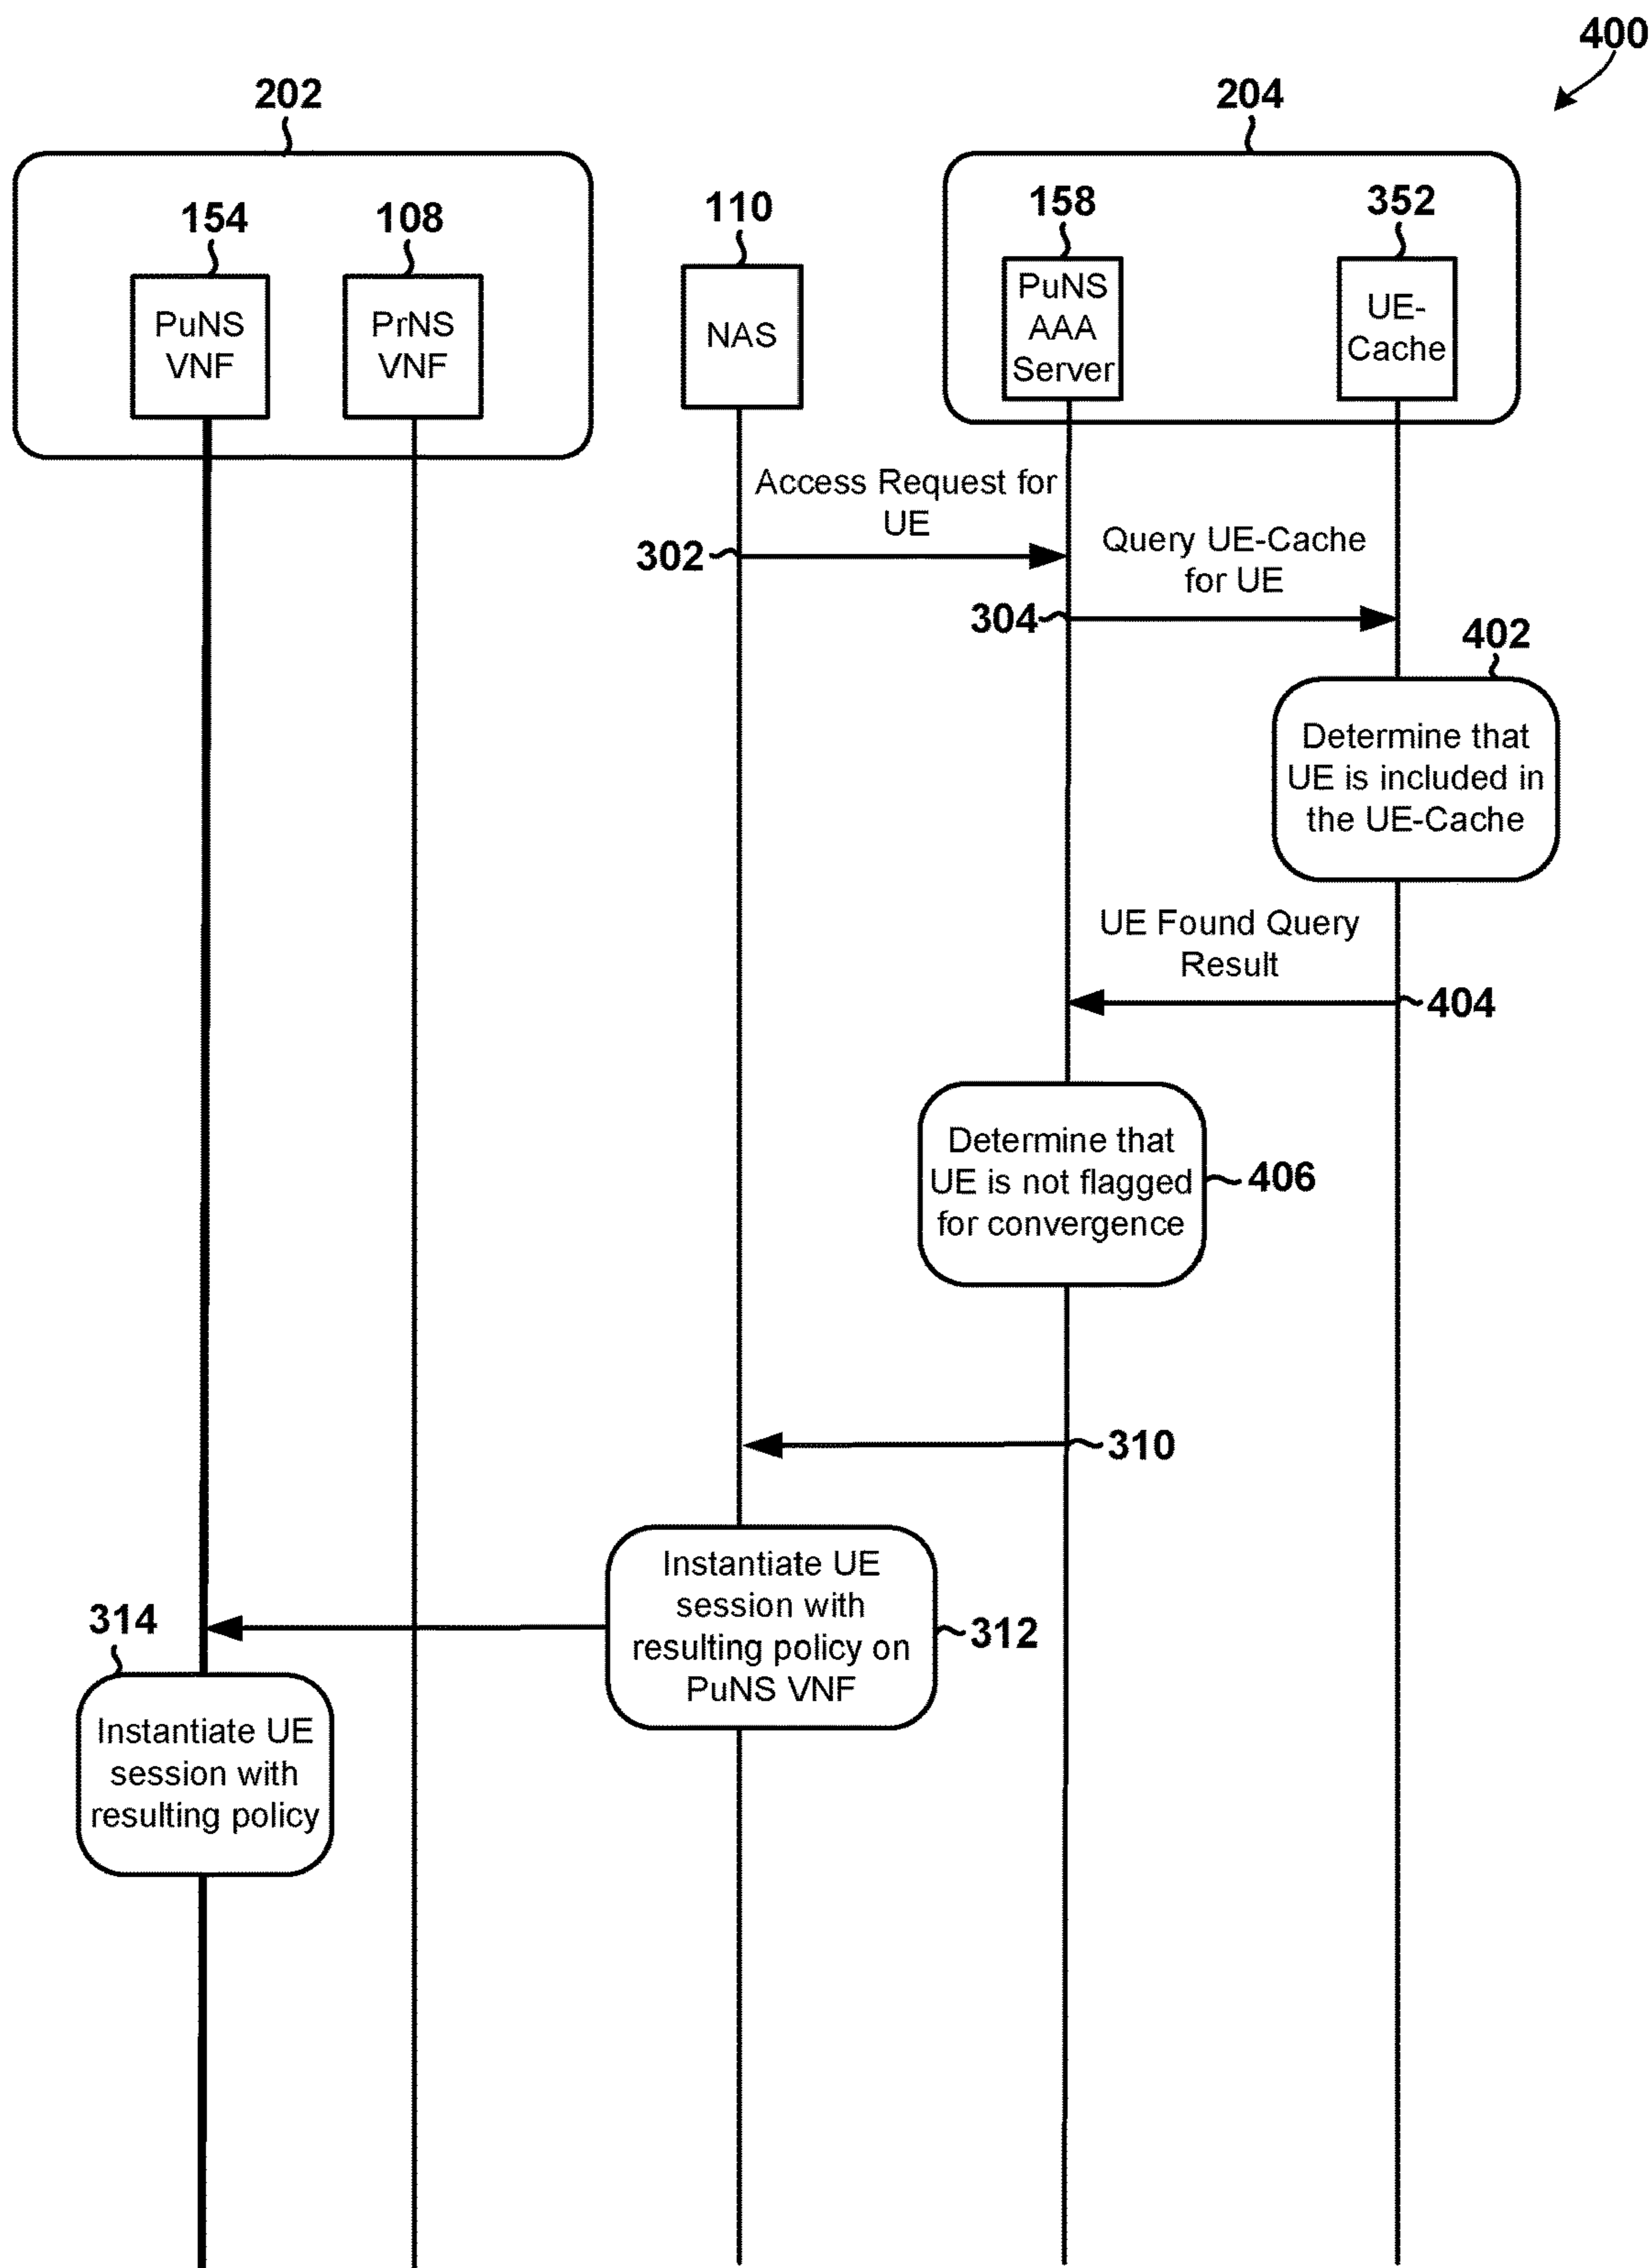 400
202
204
154
108
110
158
352
PuNS
VNF
PrNS
VNF
NAS
PuNS
AAA
Server
UE-
Cache
Access Request for
UE
302
Query UE-Cache
for UE
304
402
Determine that
UE is included in
the UE-Cache
UE Found Query
Result
404
Determine that
UE is not flagged
for convergence
406
310
Instantiate UE
session with
resulting policy on
PuNS VNF
312
314
Instantiate UE
session with
resulting policy